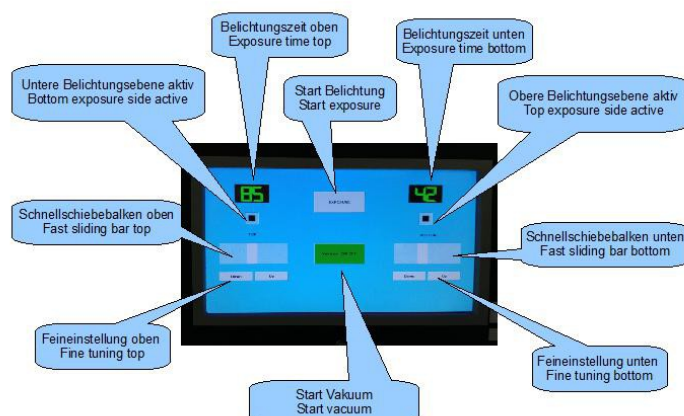 Belichtungszeit oben
Exposure time top
Belichtungszeit unten
Exposure time bottom
Untere Belichtungsebene aktiv
Bottom exposure side active
Start Belichtung
Start exposure
Obere Belichtungsebene aktiv
Top exposure side active
85
42
Schnellschiebebalken oben
Fast sliding bar top
Schnellschiebebalken unten
Fast sliding bar bottom
Feineinstellung oben
Fine tuning top
Feineinstellung unten
Fine tuning bottom
Start Vakuum
Start vacuum